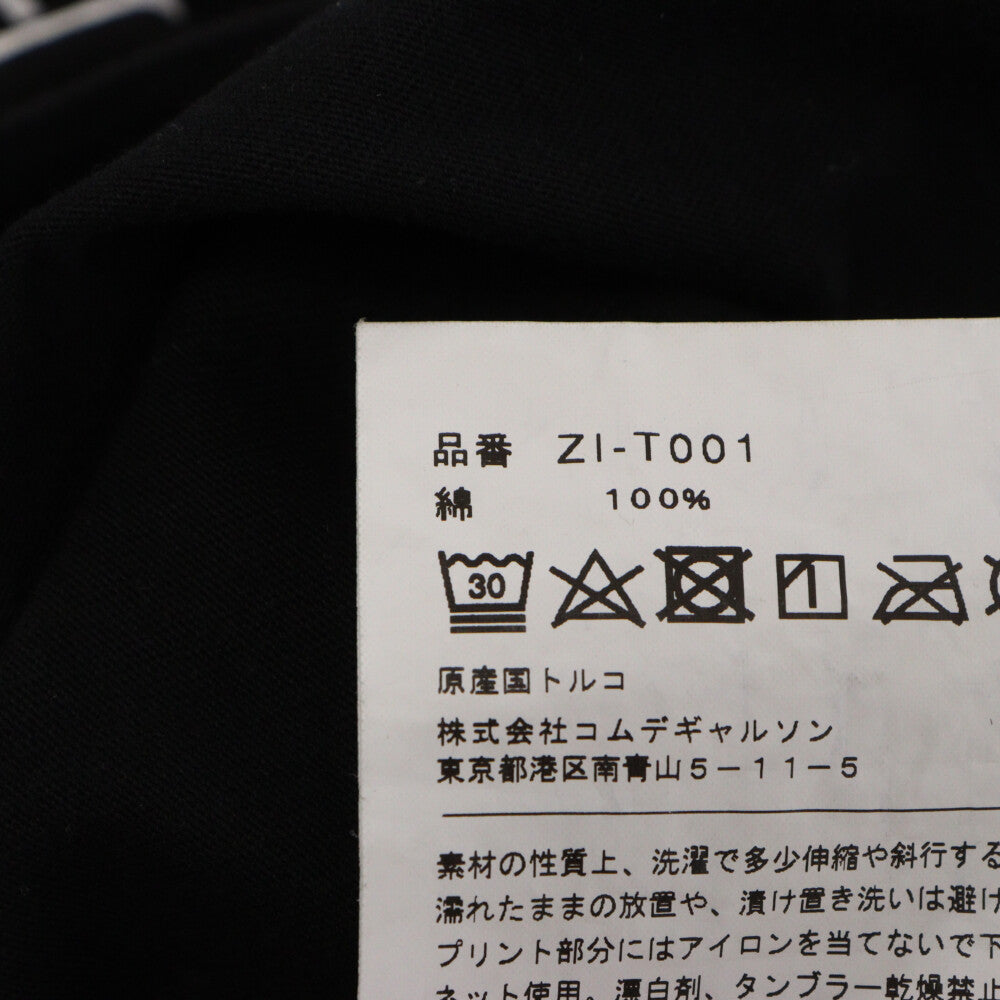 品番 ZI-T001
綿 100%
30
原産国トルコ
株式会社コムデギャルソン
東京都港区南青山5-11-5
素材の性質上、洗濯で多少伸縮や斜行する
濡れたままの放置や、漬け置き洗いは避け
プリント部分にはアイロンを当てないで下
ネット使用。漂白剤、タンブラー乾燥禁止